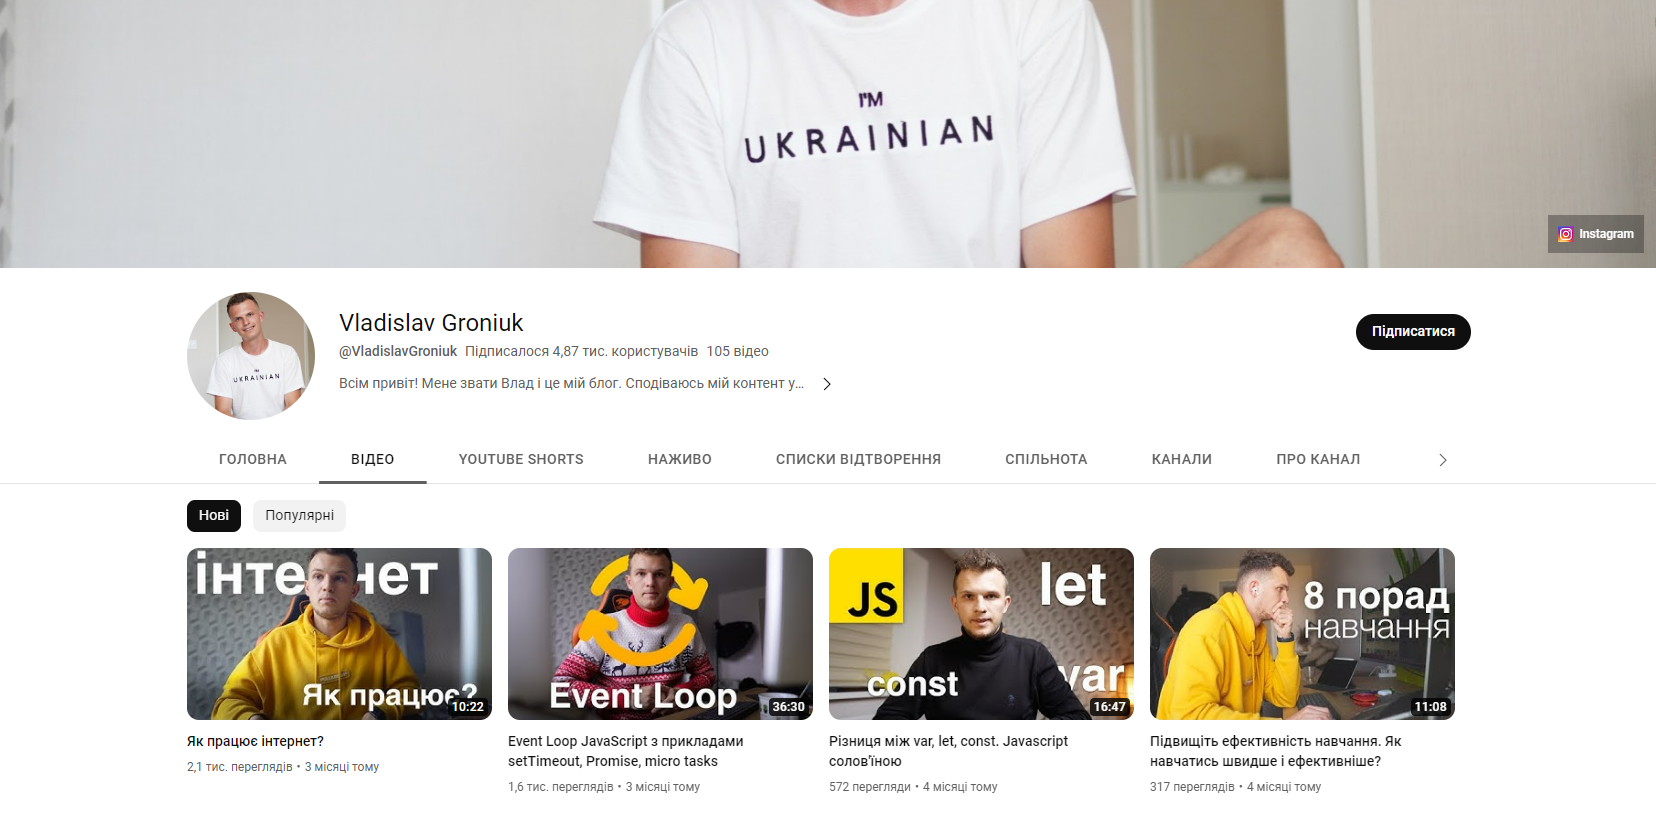 I'M
UKRAINIAN
Instagram
I'M
UKRAINIAN
Vladislav Groniuk
@VladislavGroniuk Підписалося 4,87 тис. користувачів 105 відео
Всім привіт! Мене звати Влад і це мій блог. Сподіваюсь мій контент у...
Підписатися
ГОЛОВНА ВІДЕО YOUTUBE SHORTS НАЖИВО СПИСКИ ВІДТВОРЕННЯ СПІЛЬНОТА КАНАЛИ ПРО КАНАЛ
Нові Популярні
інтернет
Як працює?
10:22
Як працює інтернет?
2,1 тис. переглядів • 3 місяці тому
Event Loop
36:30
Event Loop JavaScript з прикладами
setTimeout, Promise, micro tasks
1,6 тис. переглядів • 3 місяці тому
JS
let
const
var
16:47
Різниця між var, let, const. Javascript
солов'їною
572 перегляди • 4 місяці тому
8 порад
навчання
11:08
Підвищіть ефективність навчання. Як
навчатись швидше і ефективніше?
317 переглядів • 4 місяці тому